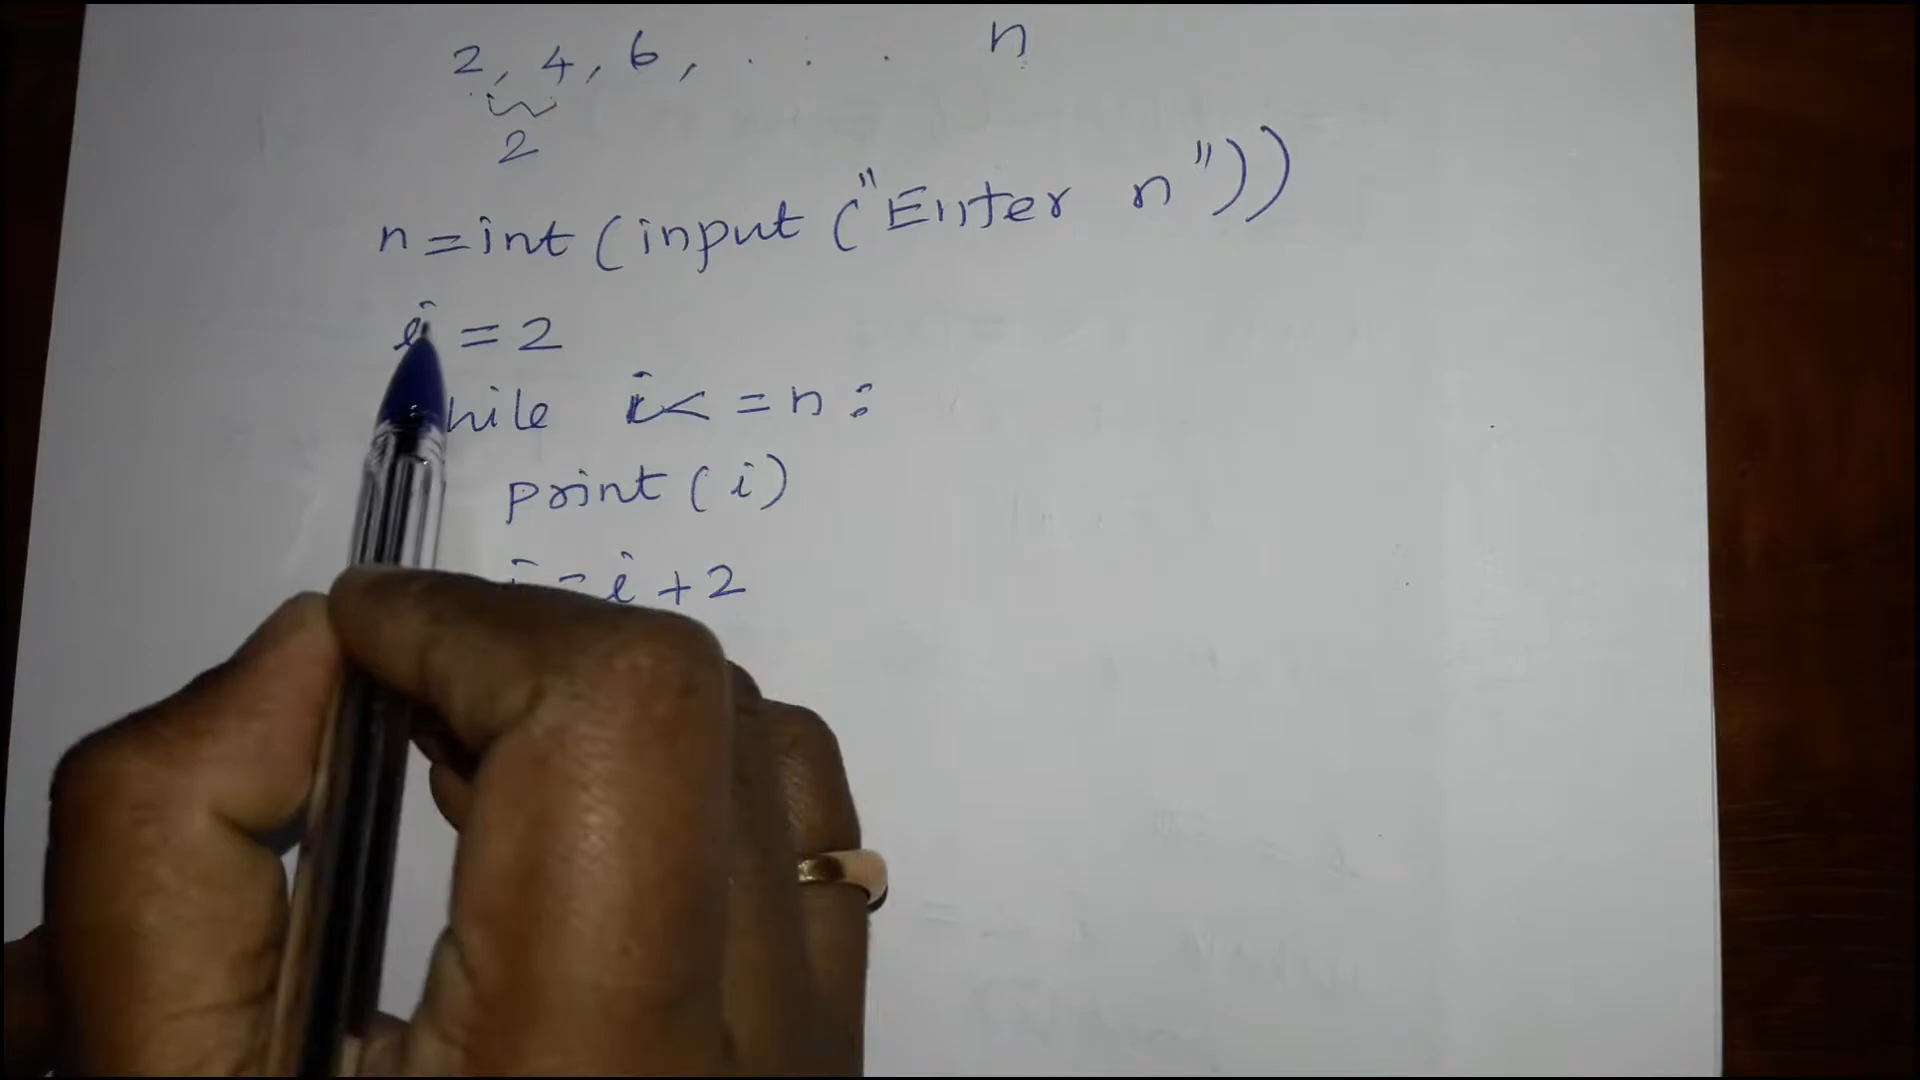 2, 4, 6, . . . n
2
n = int (input ("Enter n"))
i = 2
while i < = n :
print (i)
i = i + 2